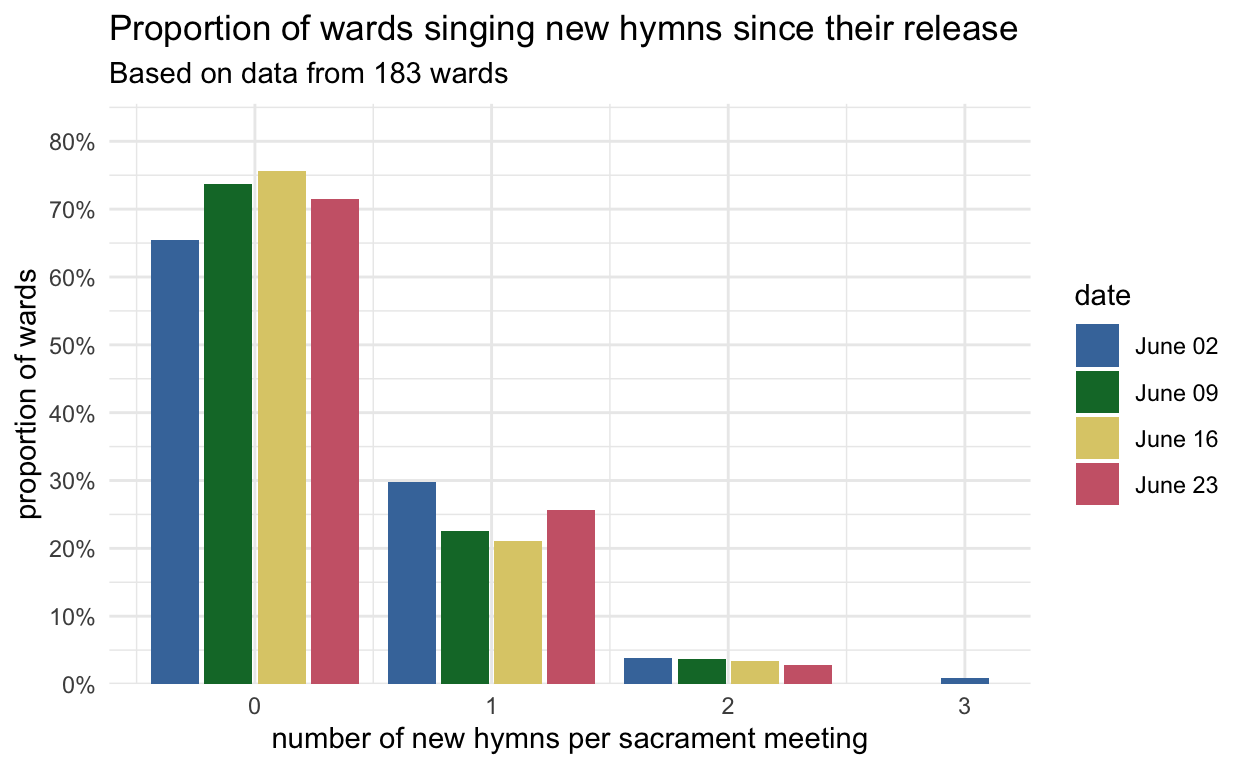 Proportion of wards singing new hymns since their release
Based on data from 183 wards
80%
70%
60%
50%
40%
30%
20%
10%
0%
proportion of wards
0 1 2 3
number of new hymns per sacrament meeting
date
June 02
June 09
June 16
June 23